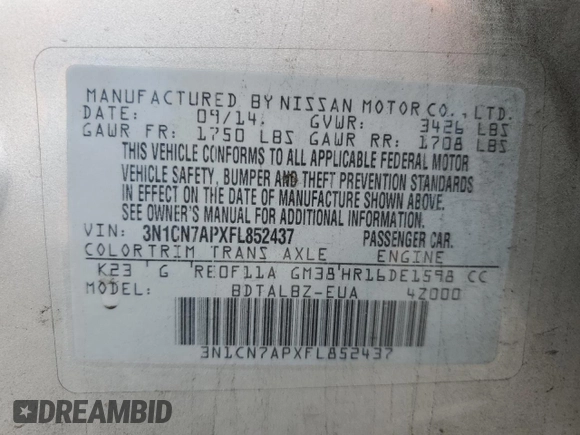 MANUFACTURED BY NISSAN MOTOR CO., LTD.
DATE: 09/14. GVWR: 3426 LBS
GAWR FR: 1750 LBS GAWR RR: 1708 LBS
THIS VEHICLE CONFORMS TO ALL APPLICABLE FEDERAL MOTOR
VEHICLE SAFETY, BUMPER AND THEFT PREVENTION STANDARDS
IN EFFECT ON THE DATE OF MANUFACTURE SHOWN ABOVE.
SEE OWNER'S MANUAL FOR ADDITIONAL INFORMATION.
VIN: 3N1CN7APXFL852437 PASSENGER CAR.
COLOR TRIM TRANS AXLE ENGINE
K23 G RE0F11A GM38 HR16DE1598 CC
MODEL: BDTALBZ-EUA 4Z000
3N1CN7APXFL852437
DREAMBID